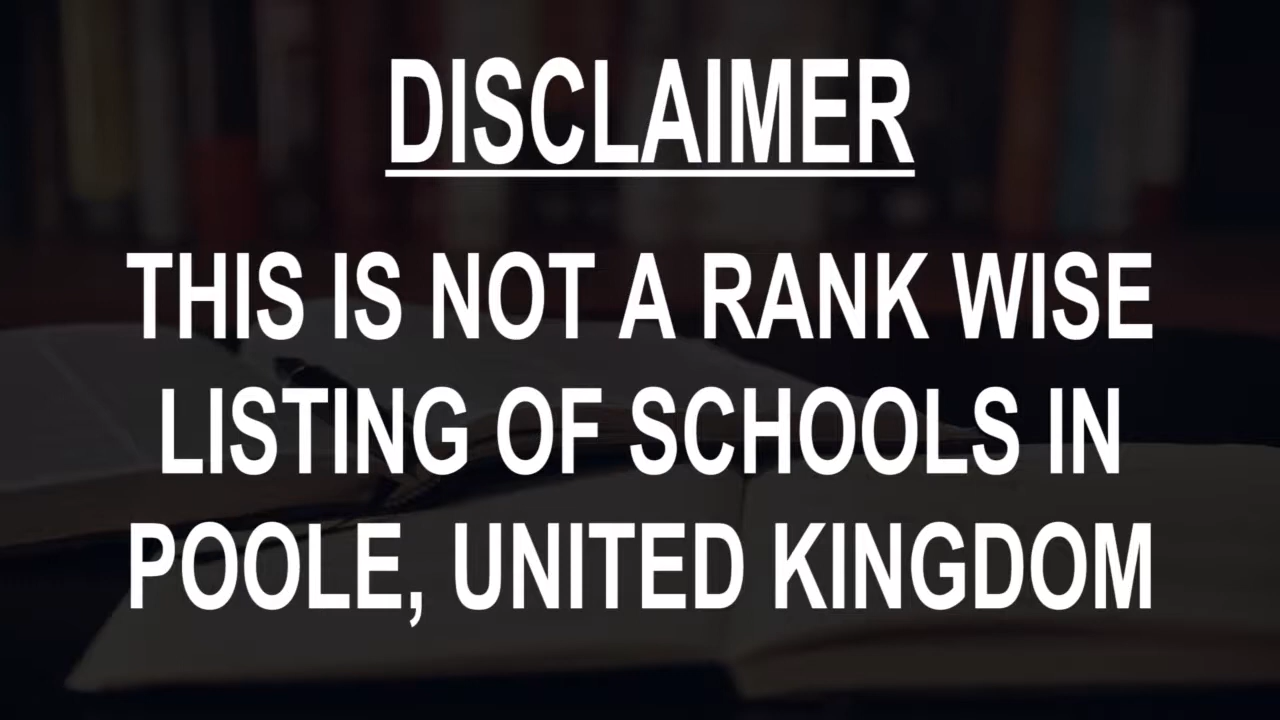 DISCLAIMER
THIS IS NOT A RANK WISE
LISTING OF SCHOOLS IN
POOLE, UNITED KINGDOM